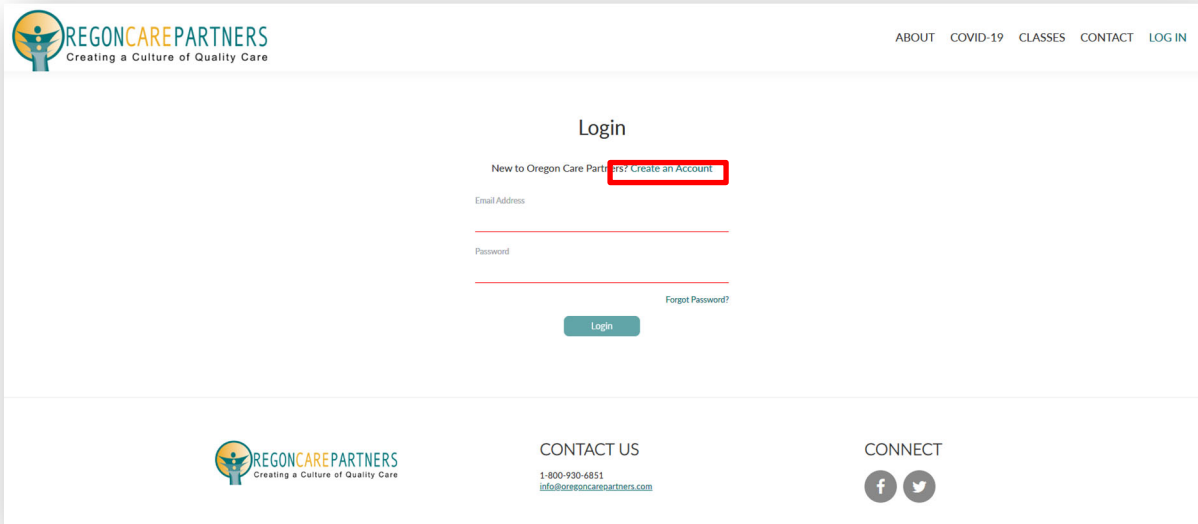 OREGONCAREPARTNERS
Creating a Culture of Quality Care
ABOUT COVID-19 CLASSES CONTACT LOG IN
Login
New to Oregon Care Partners? Create an Account
Email Address
Password
Forgot Password?
Login
OREGONCAREPARTNERS
Creating a Culture of Quality Care
CONTACT US
1-800-930-6851
info@oregoncarepartners.com
CONNECT